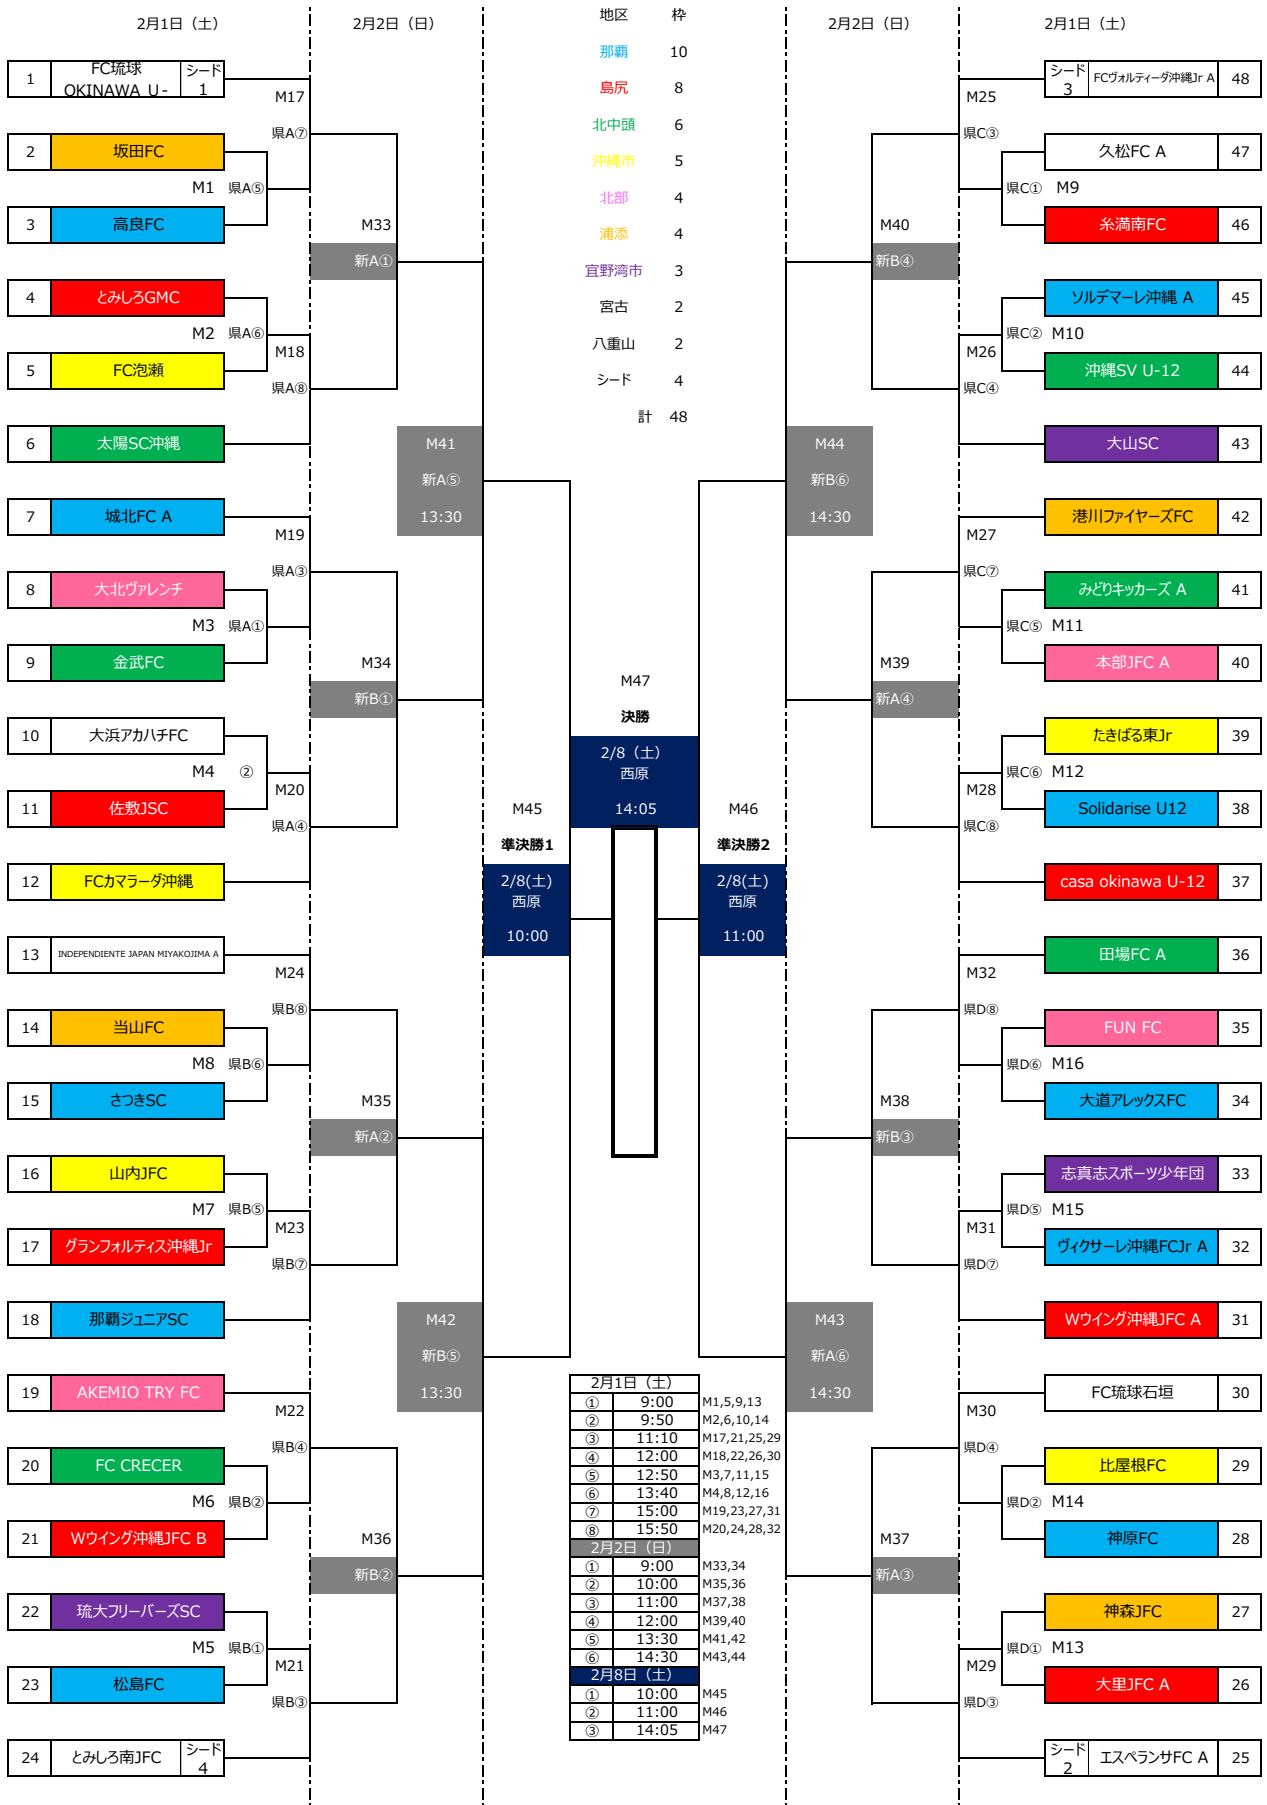 2月1日（土）
2月2日（日）
地区 枠
2月2日（日）
2月1日（土）
那覇 10
島尻 8
北中頭 6
沖縄市 5
北部 4
浦添 4
宜野湾市 3
宮古 2
八重山 2
シード 4
計 48
1 FC琉球 OKINAWA U- シード1
M17
県A⑦
2 坂田FC
M1 県A⑤
3 高良FC
M33
新A①
4 とみしろGMC
M2 県A⑥
M18
5 FC泡瀬
県A⑧
6 太陽SC沖縄
M41
新A⑤
13:30
7 城北FC A
M19
県A③
8 大北ヴァレンチ
M3 県A①
9 金武FC
M34
新B①
10 大浜アカハチFC
M4 ②
M20
11 佐敷JSC
県A④
12 FCカマラーダ沖縄
13 INDEPENDIENTE JAPAN MIYAKOJIMA A
M24
県B⑧
14 当山FC
M8 県B⑥
15 さつきSC
M35
新A②
16 山内JFC
M7 県B⑤
M23
17 グランフォルティス沖縄Jr
県B⑦
18 那覇ジュニアSC
M42
新B⑤
13:30
19 AKEMIO TRY FC
M22
県B④
20 FC CRECER
M6 県B②
21 Wウイング沖縄JFC B
M36
新B②
22 琉大フリーバーズSC
M5 県B①
M21
23 松島FC
県B③
24 とみしろ南JFC シード4
M47
決勝
2/8（土）
西原
14:05
M45
準決勝1
2/8(土)
西原
10:00
M46
準決勝2
2/8(土)
西原
11:00
2月1日（土）
① 9:00 M1,5,9,13
② 9:50 M2,6,10,14
③ 11:10 M17,21,25,29
④ 12:00 M18,22,26,30
⑤ 12:50 M3,7,11,15
⑥ 13:40 M4,8,12,16
⑦ 15:00 M19,23,27,31
⑧ 15:50 M20,24,28,32
2月2日（日）
① 9:00 M33,34
② 10:00 M35,36
③ 11:00 M37,38
④ 12:00 M39,40
⑤ 13:30 M41,42
⑥ 14:30 M43,44
2月8日（土）
① 10:00 M45
② 11:00 M46
③ 14:05 M47
シード3 FCヴォルティーダ沖縄Jr A 48
M25
県C③
久松FC A 47
県C① M9
糸満南FC 46
M40
新B④
ソルデマーレ沖縄 A 45
県C② M10
M26
沖縄SV U-12 44
県C④
大山SC 43
M44
新B⑥
14:30
港川ファイヤーズFC 42
M27
県C⑦
みどりキッカーズ A 41
県C⑤ M11
本部JFC A 40
M39
新A④
たきばる東Jr 39
県C⑥ M12
M28
Solidarise U12 38
県C⑧
casa okinawa U-12 37
田場FC A 36
M32
県D⑧
FUN FC 35
県D⑥ M16
大道アレックスFC 34
M38
新B③
志真志スポーツ少年団 33
県D⑤ M15
M31
ヴィクサーレ沖縄FCJr A 32
県D⑦
Wウイング沖縄JFC A 31
M43
新A⑥
14:30
FC琉球石垣 30
M30
県D④
比屋根FC 29
県D② M14
神原FC 28
M37
新A③
神森JFC 27
県D① M13
M29
大里JFC A 26
県D③
シード2 エスペランサFC A 25